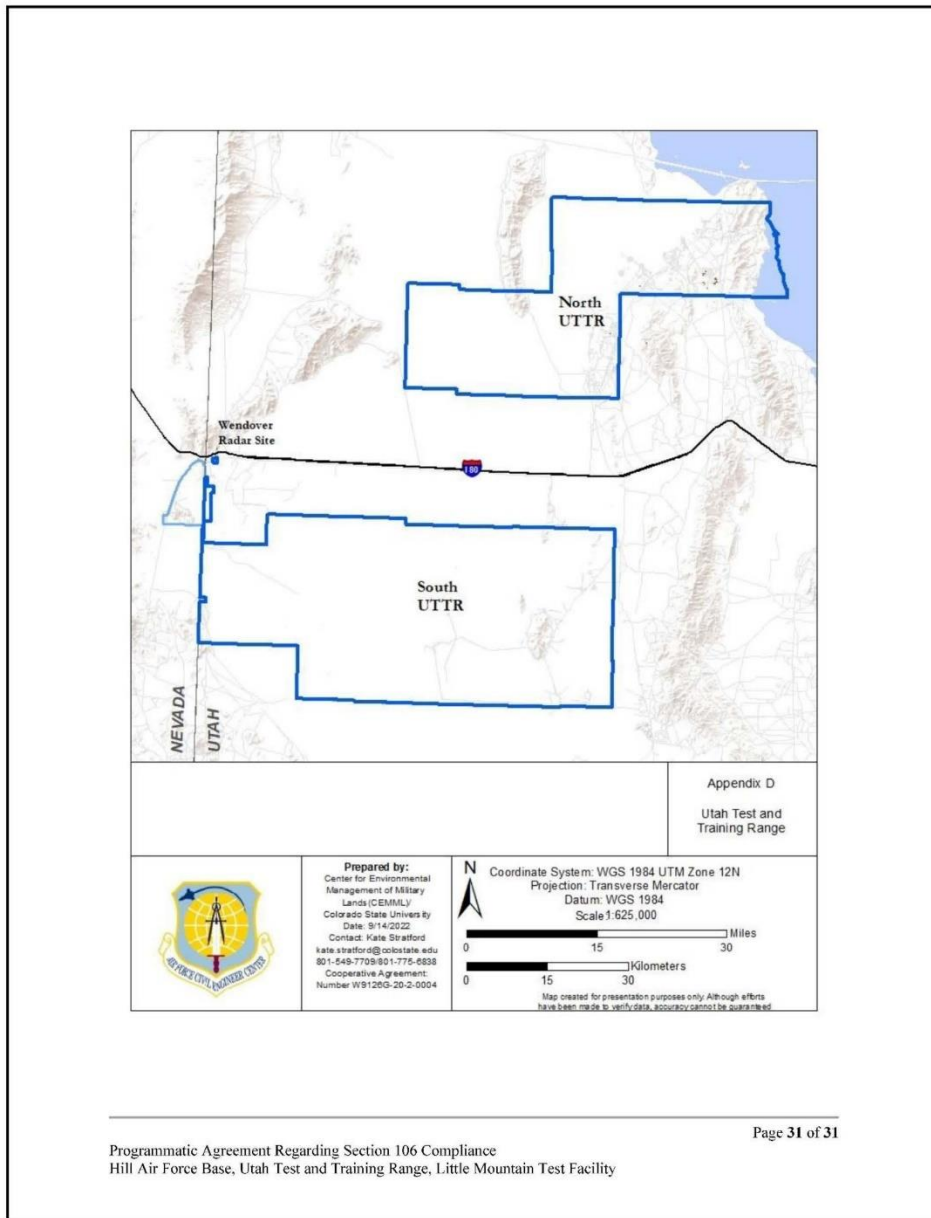 North
UTTR
Wendover
Radar Site
I 80
South
UTTR
NEVADA
UTAH
Appendix D
Utah Test and
Training Range
AIR FORCE CIVIL ENGINEER CENTER
Prepared by:
Center for Environmental
Management of Military
Lands (CEMML)/
Colorado State University
Date: 9/14/2022
Contact: Kate Stratford
kate.stratford@colostate.edu
801-549-7709/801-775-6838
Cooperative Agreement:
Number W9126G-20-2-0004
N
Coordinate System: WGS 1984 UTM Zone 12N
Projection: Transverse Mercator
Datum: WGS 1984
Scale 1:625,000
Miles
0 15 30
Kilometers
0 15 30
Map created for presentation purposes only. Although efforts
have been made to verify data, accuracy cannot be guaranteed
Page 31 of 31
Programmatic Agreement Regarding Section 106 Compliance
Hill Air Force Base, Utah Test and Training Range, Little Mountain Test Facility